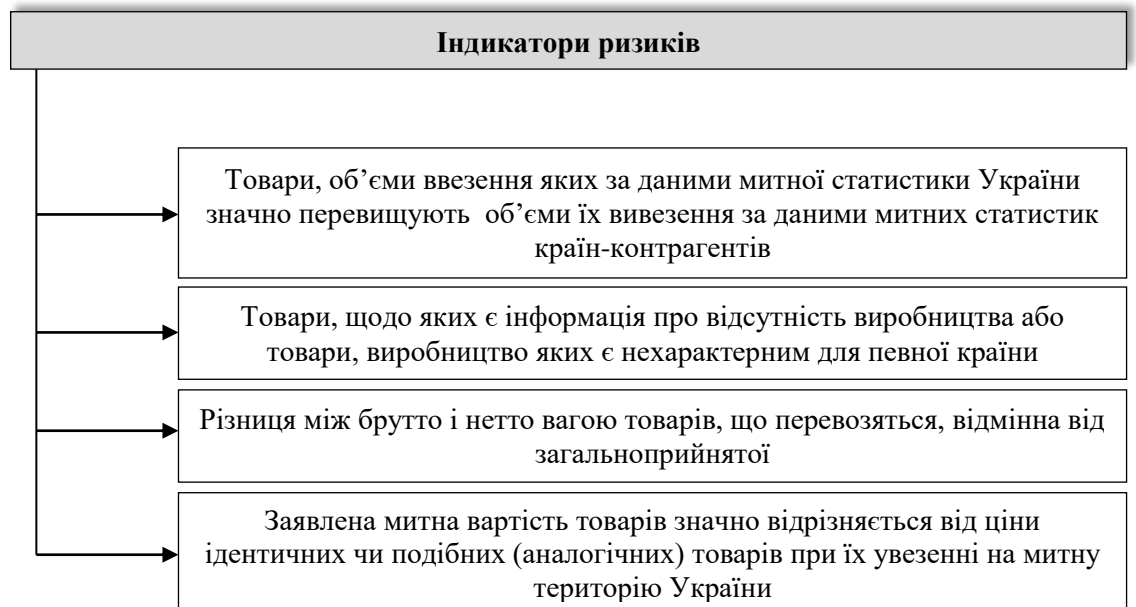 Індикатори ризиків
Товари, об’єми ввезення яких за даними митної статистики України
значно перевищують об’єми їх вивезення за даними митних статистик
країн-контрагентів
Товари, щодо яких є інформація про відсутність виробництва або
товари, виробництво яких є нехарактерним для певної країни
Різниця між брутто і нетто вагою товарів, що перевозяться, відмінна від
загальноприйнятої
Заявлена митна вартість товарів значно відрізняється від ціни
ідентичних чи подібних (аналогічних) товарів при їх увезенні на митну
територію України